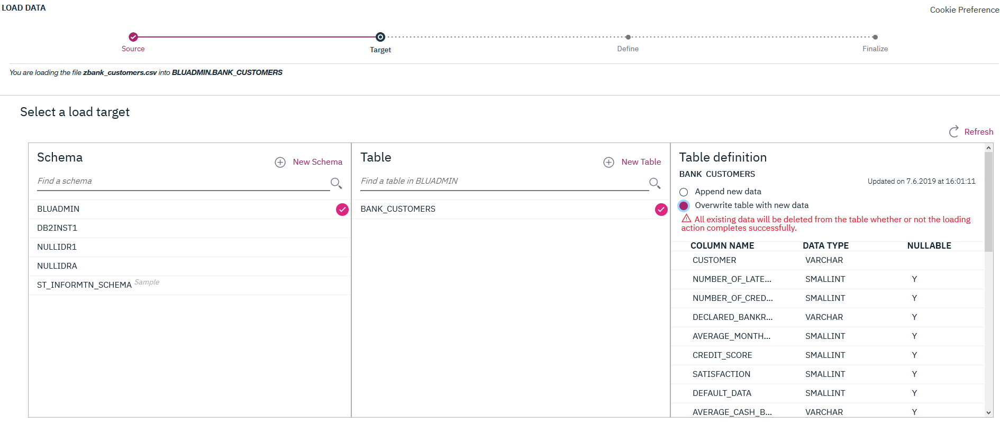 LOAD DATA
Cookie Preference
Source
Target
Define
Finalize
You are loading the file zbank_customers.csv into BLUADMIN.BANK_CUSTOMERS
Select a load target
Refresh
Schema
New Schema
Find a schema
BLUADMIN
DB2INST1
NULLIDR1
NULLIDRA
ST_INFORMTN_SCHEMA Sample
Table
New Table
Find a table in BLUADMIN
BANK_CUSTOMERS
Table definition
BANK CUSTOMERS
Updated on 7.6.2019 at 16:01:11
Append new data
Overwrite table with new data
All existing data will be deleted from the table whether or not the loading
action completes successfully.
COLUMN NAME DATA TYPE NULLABLE
CUSTOMER VARCHAR
NUMBER_OF_LATE... SMALLINT Y
NUMBER_OF_CRED... SMALLINT Y
DECLARED_BANKR... VARCHAR Y
AVERAGE_MONTH... SMALLINT Y
CREDIT_SCORE SMALLINT Y
SATISFACTION SMALLINT Y
DEFAULT_DATA SMALLINT Y
AVERAGE_CASH_B... VARCHAR Y